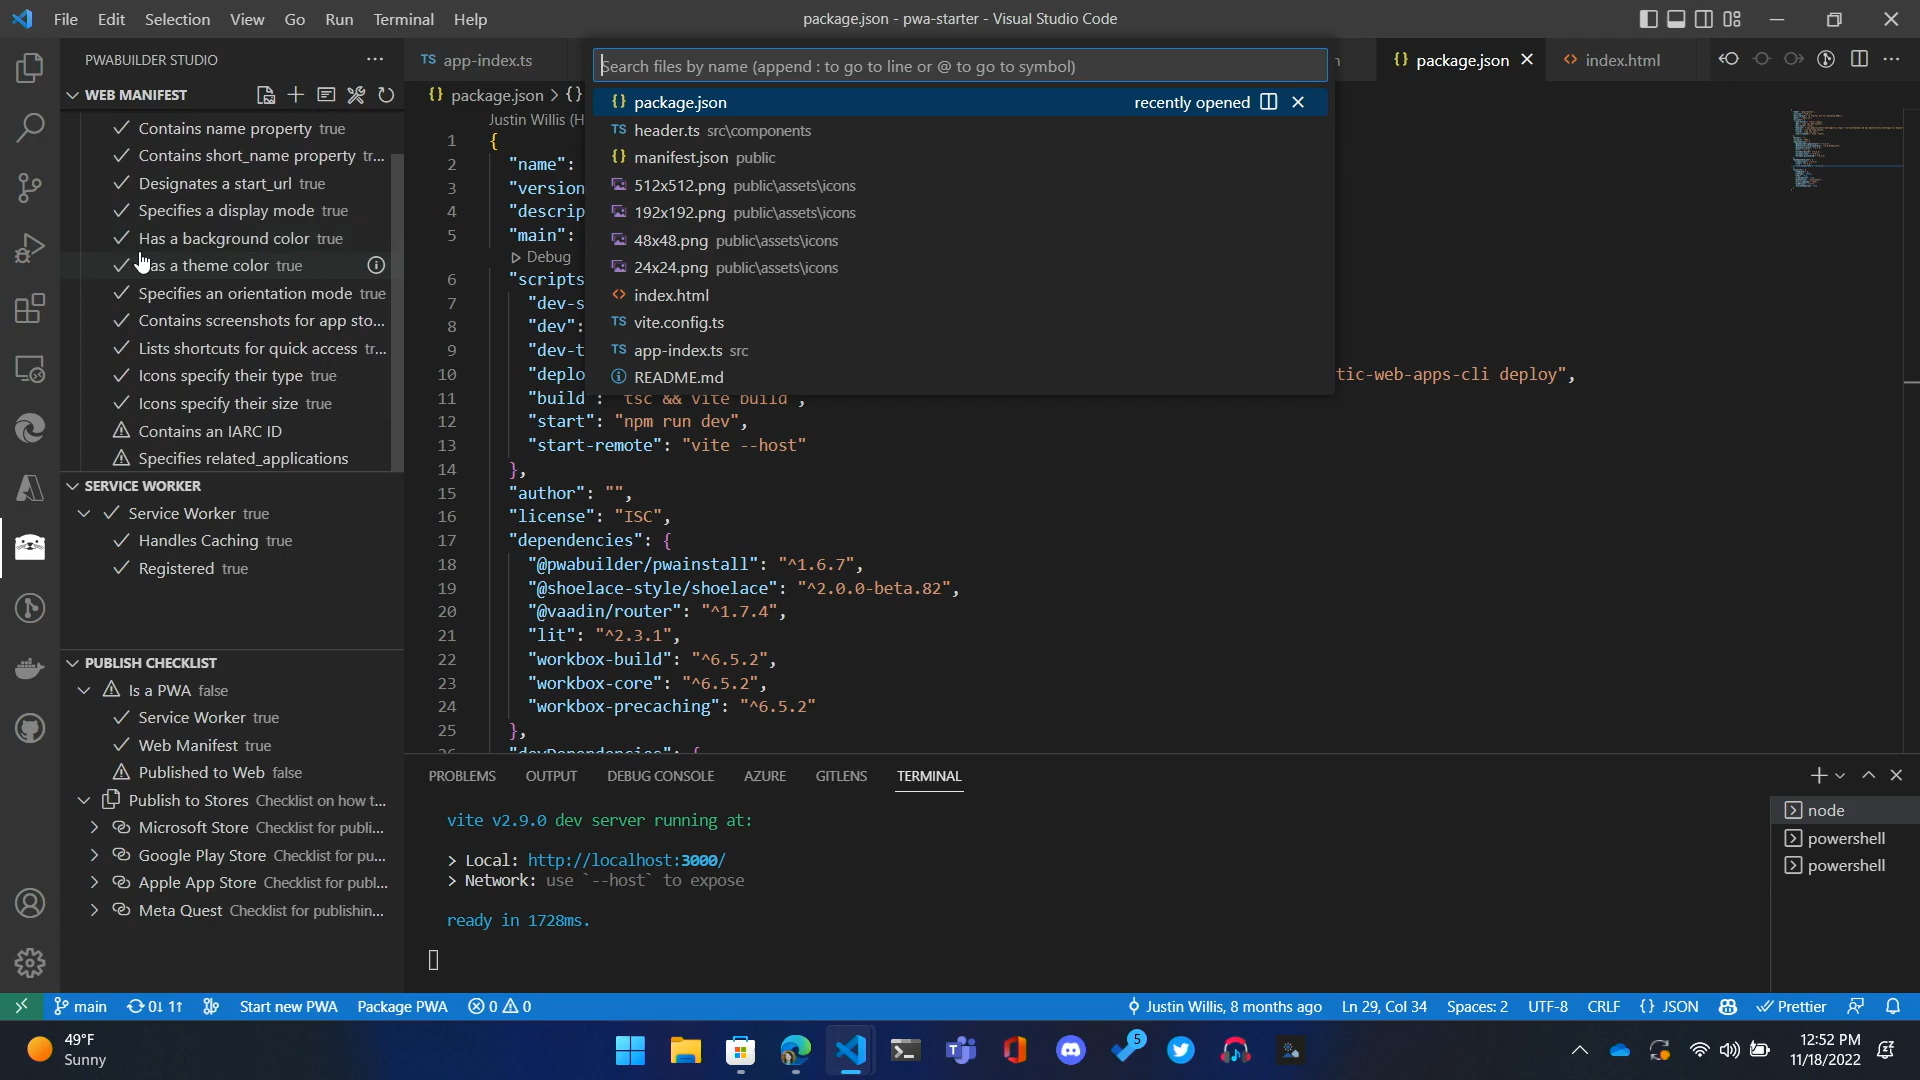 File Edit Selection View Go Run Terminal Help
package.json - pwa-starter - Visual Studio Code
PWABUILDER STUDIO
WEB MANIFEST
Contains name property true
Contains short_name property tr...
Designates a start_url true
Specifies a display mode true
Has a background color true
as a theme color true
Specifies an orientation mode true
Contains screenshots for app sto...
Lists shortcuts for quick access tr...
Icons specify their type true
Icons specify their size true
Contains an IARC ID
Specifies related_applications
SERVICE WORKER
Service Worker true
Handles Caching true
Registered true
PUBLISH CHECKLIST
Is a PWA false
Service Worker true
Web Manifest true
Published to Web false
Publish to Stores Checklist on how t...
Microsoft Store Checklist for publi...
Google Play Store Checklist for pu...
Apple App Store Checklist for publ...
Meta Quest Checklist for publishin...
TS app-index.ts
{} package.json
<> index.html
{} package.json > {}
Search files by name (append : to go to line or @ to go to symbol)
{} package.json recently opened
TS header.ts src\components
{} manifest.json public
512x512.png public\assets\icons
192x192.png public\assets\icons
48x48.png public\assets\icons
24x24.png public\assets\icons
<> index.html
TS vite.config.ts
TS app-index.ts src
README.md
Justin Willis (H
1 {
2 "name":
3 "version
4 "descrip
5 "main":
Debug
6 "scripts
7 "dev-s
8 "dev":
9 "dev-t
10 "deplo tic-web-apps-cli deploy",
11 "build": "tsc && vite build",
12 "start": "npm run dev",
13 "start-remote": "vite --host"
14 },
15 "author": "",
16 "license": "ISC",
17 "dependencies": {
18 "@pwabuilder/pwainstall": "^1.6.7",
19 "@shoelace-style/shoelace": "^2.0.0-beta.82",
20 "@vaadin/router": "^1.7.4",
21 "lit": "^2.3.1",
22 "workbox-build": "^6.5.2",
23 "workbox-core": "^6.5.2",
24 "workbox-precaching": "^6.5.2"
25 },
26 "devDependencies": {
PROBLEMS OUTPUT DEBUG CONSOLE AZURE GITLENS TERMINAL
vite v2.9.0 dev server running at:
> Local: http://localhost:3000/
> Network: use `--host` to expose
ready in 1728ms.
node
powershell
powershell
main 0↓ 1↑ Start new PWA Package PWA 0 0
Justin Willis, 8 months ago Ln 29, Col 34 Spaces: 2 UTF-8 CRLF {} JSON Prettier
49°F
Sunny
5
12:52 PM
11/18/2022